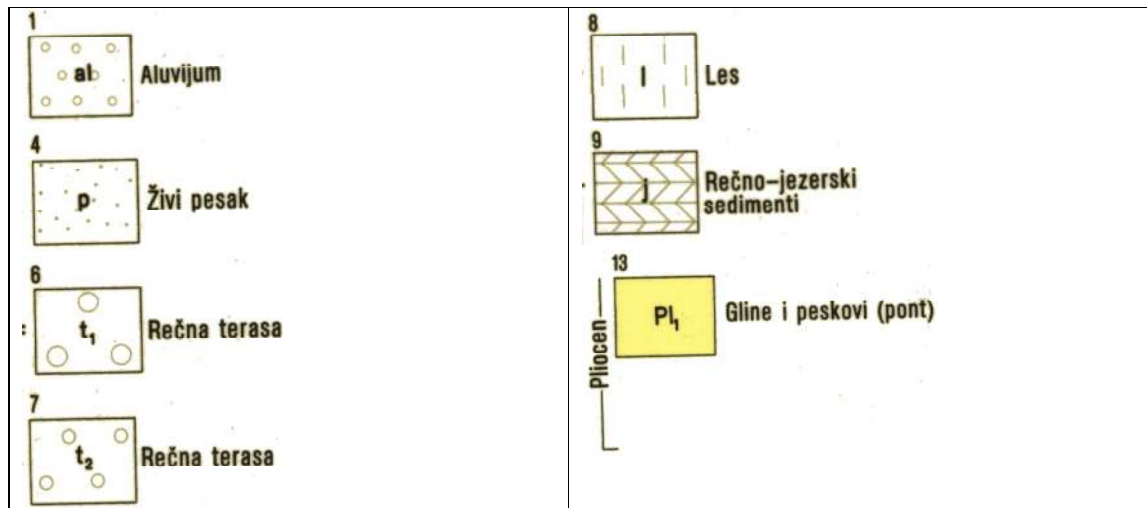 1
al
Aluvijum
4
p
Živi pesak
6
t₁
Rečna terasa
7
t₂
Rečna terasa
8
l
Les
9
j
Rečno-jezerski
sedimenti
13
Pliocen
Pl₁
Gline i peskovi (pont)